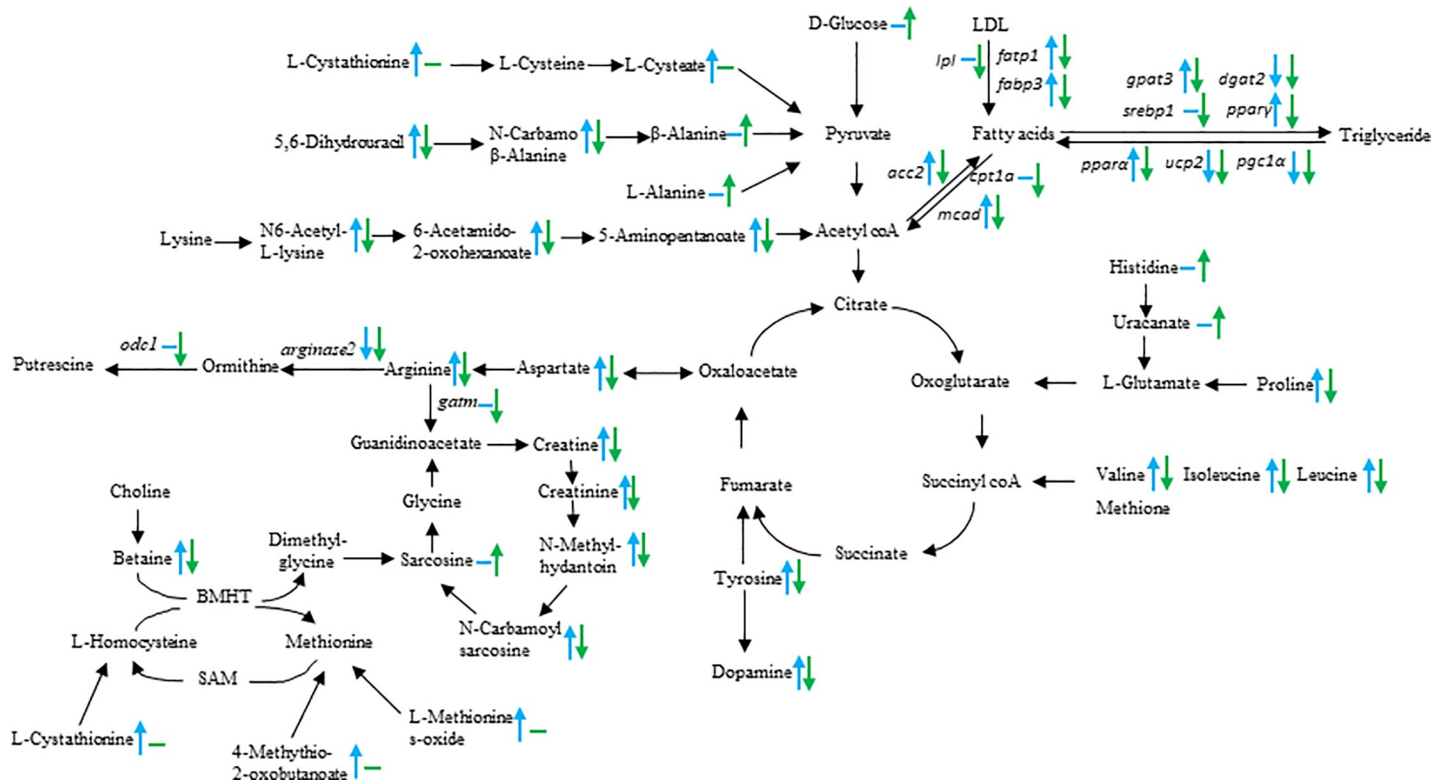 D-Glucose
LDL
L-Cystathionine
L-Cysteine
L-Cysteate
lpl
fatp1
fabp3
gpat3
dgat2
srebp1
pparγ
5,6-Dihydrouracil
N-Carbamo
β-Alanine
β-Alanine
Pyruvate
Fatty acids
Triglyceride
L-Alanine
acc2
cpt1a
mcad
pparα
ucp2
pgc1α
Lysine
N6-Acetyl-
L-lysine
6-Acetamido-
2-oxohexanoate
5-Aminopentanoate
Acetyl coA
Histidine
Citrate
Uracanate
Putrescine
odc1
Ornithine
arginase2
Arginine
Aspartate
Oxaloacetate
Oxoglutarate
L-Glutamate
Proline
gatm
Guanidinoacetate
Creatine
Choline
Glycine
Creatinine
Fumarate
Succinyl coA
Valine
Isoleucine
Leucine
Methione
Betaine
Dimethyl-
glycine
Sarcosine
N-Methyl-
hydantoin
Succinate
Tyrosine
BMHT
L-Homocysteine
Methionine
N-Carbamoyl
sarcosine
SAM
Dopamine
L-Cystathionine
4-Methythio-
2-oxobutanoate
L-Methionine
s-oxide